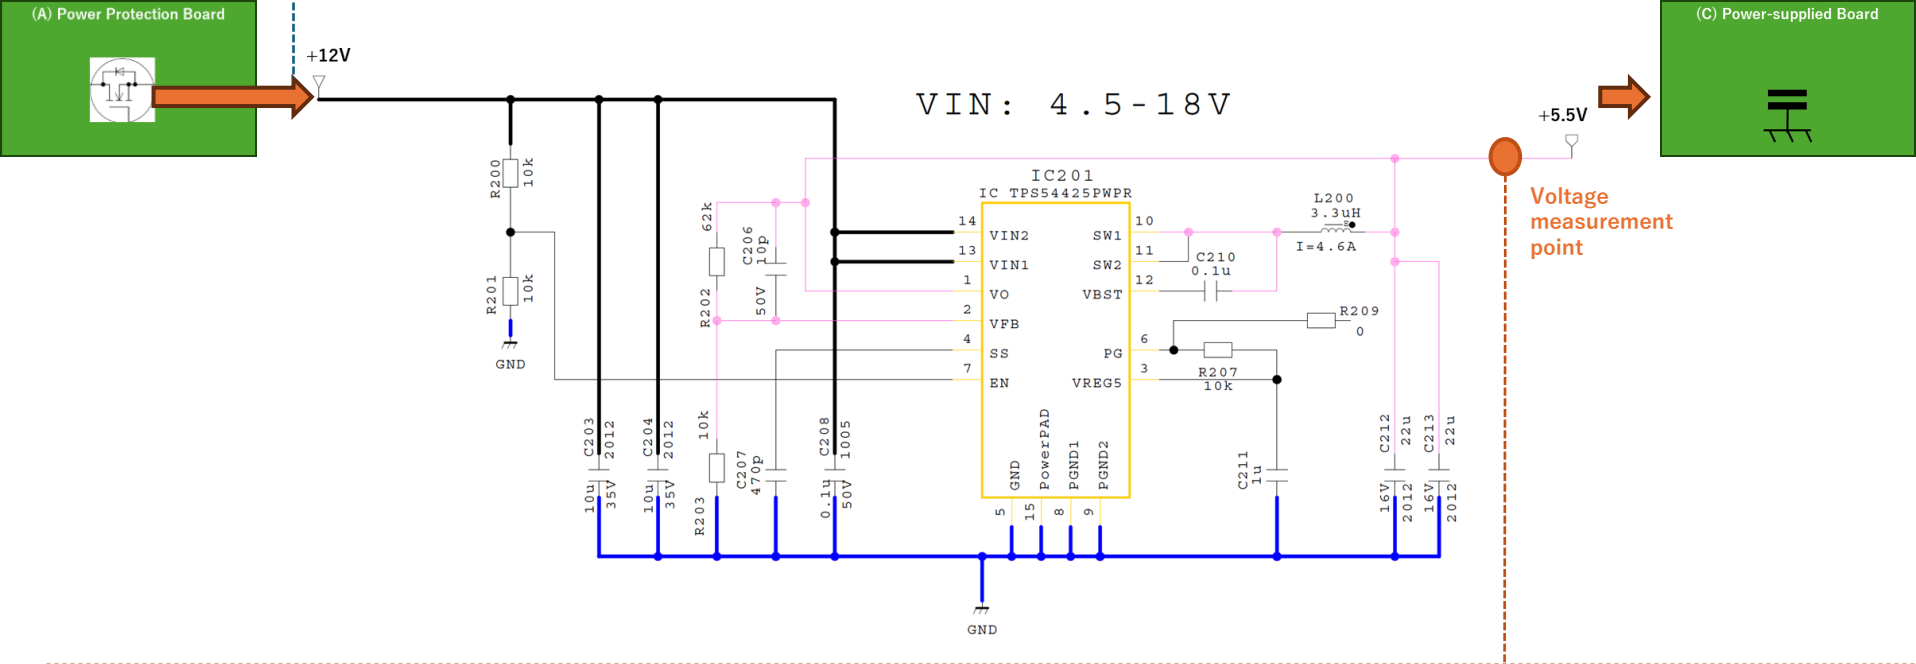 (A) Power Protection Board
(C) Power-supplied Board
+12V
VIN: 4.5-18V
+5.5V
Voltage
measurement
point
IC201
IC TPS54425PWPR
R200
10k
R201
10k
GND
62k
R202
C206
10p
50V
14
VIN2
13
VIN1
1
VO
2
VFB
4
SS
7
EN
10
SW1
11
SW2
12
VBST
6
PG
3
VREG5
L200
3.3uH
I=4.6A
C210
0.1u
R209
0
R207
10k
GND
PowerPAD
PGND1
PGND2
5
15
8
9
C203
2012
10u
35V
C204
2012
10u
35V
10k
R203
C207
470p
C208
1005
0.1u
50V
C211
1u
C212
22u
16V
2012
C213
22u
16V
2012
GND